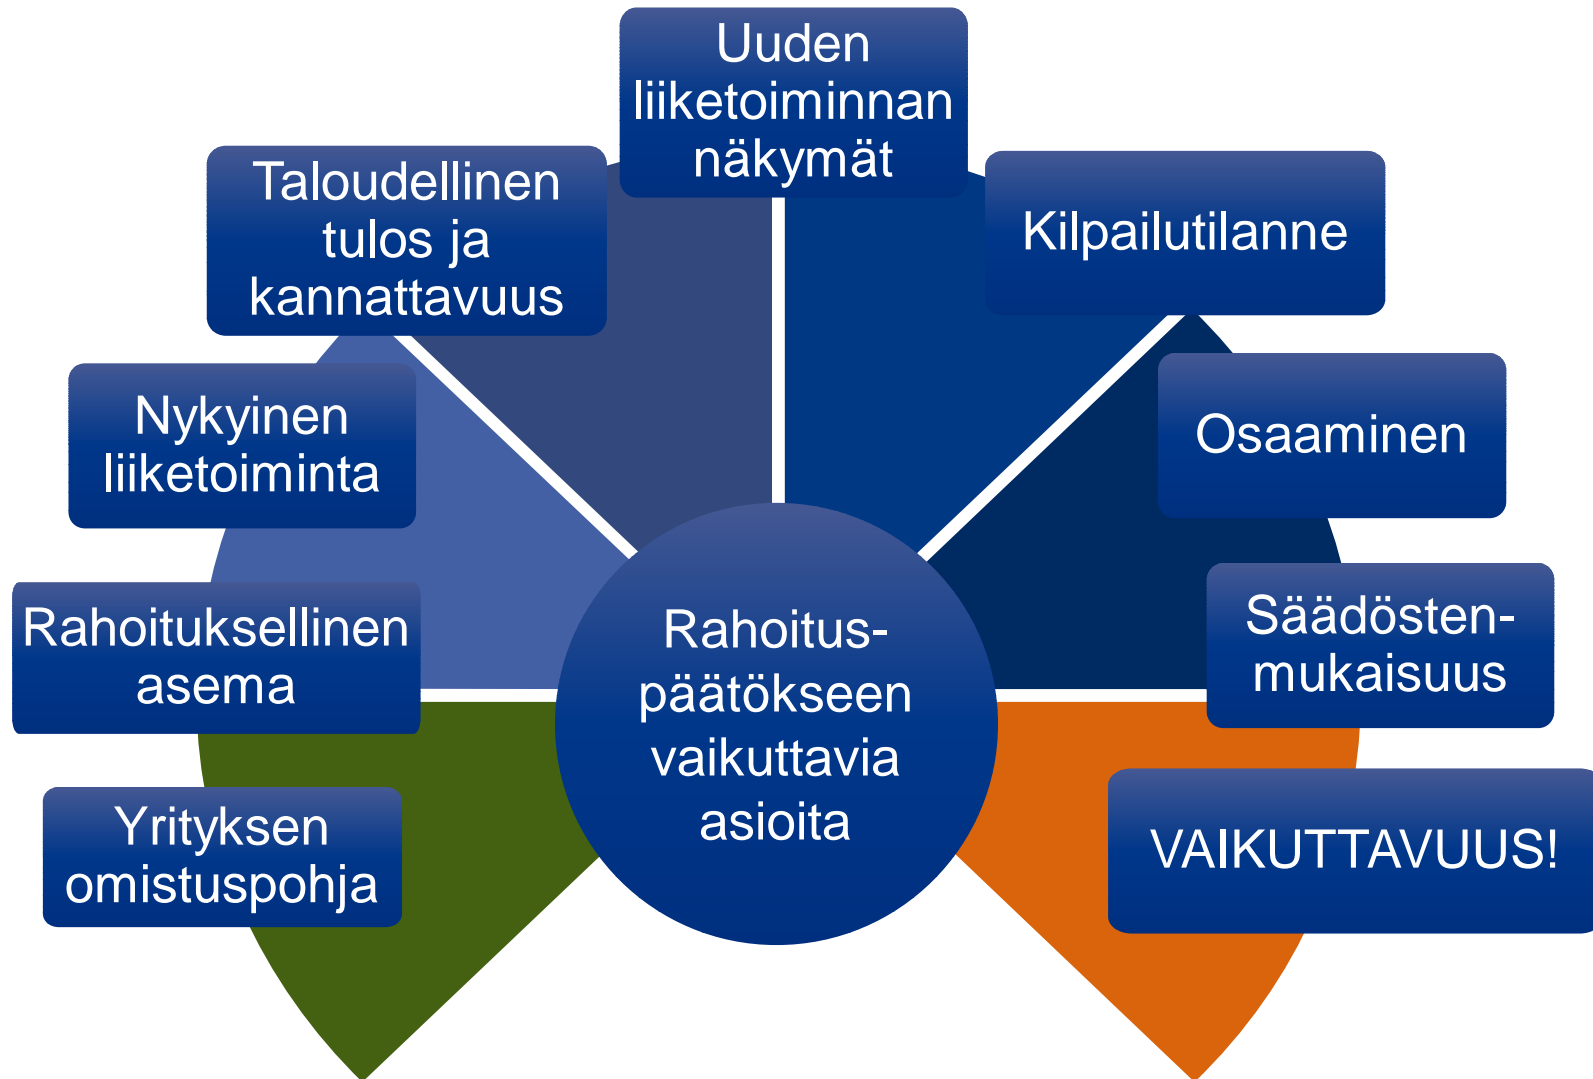 Uuden
liiketoiminnan
näkymät
Taloudellinen
tulos ja
kannattavuus
Kilpailutilanne
Nykyinen
liiketoiminta
Osaaminen
Rahoituksellinen
asema
Rahoitus-
päätökseen
vaikuttavia
asioita
Säädösten-
mukaisuus
Yrityksen
omistuspohja
VAIKUTTAVUUS!